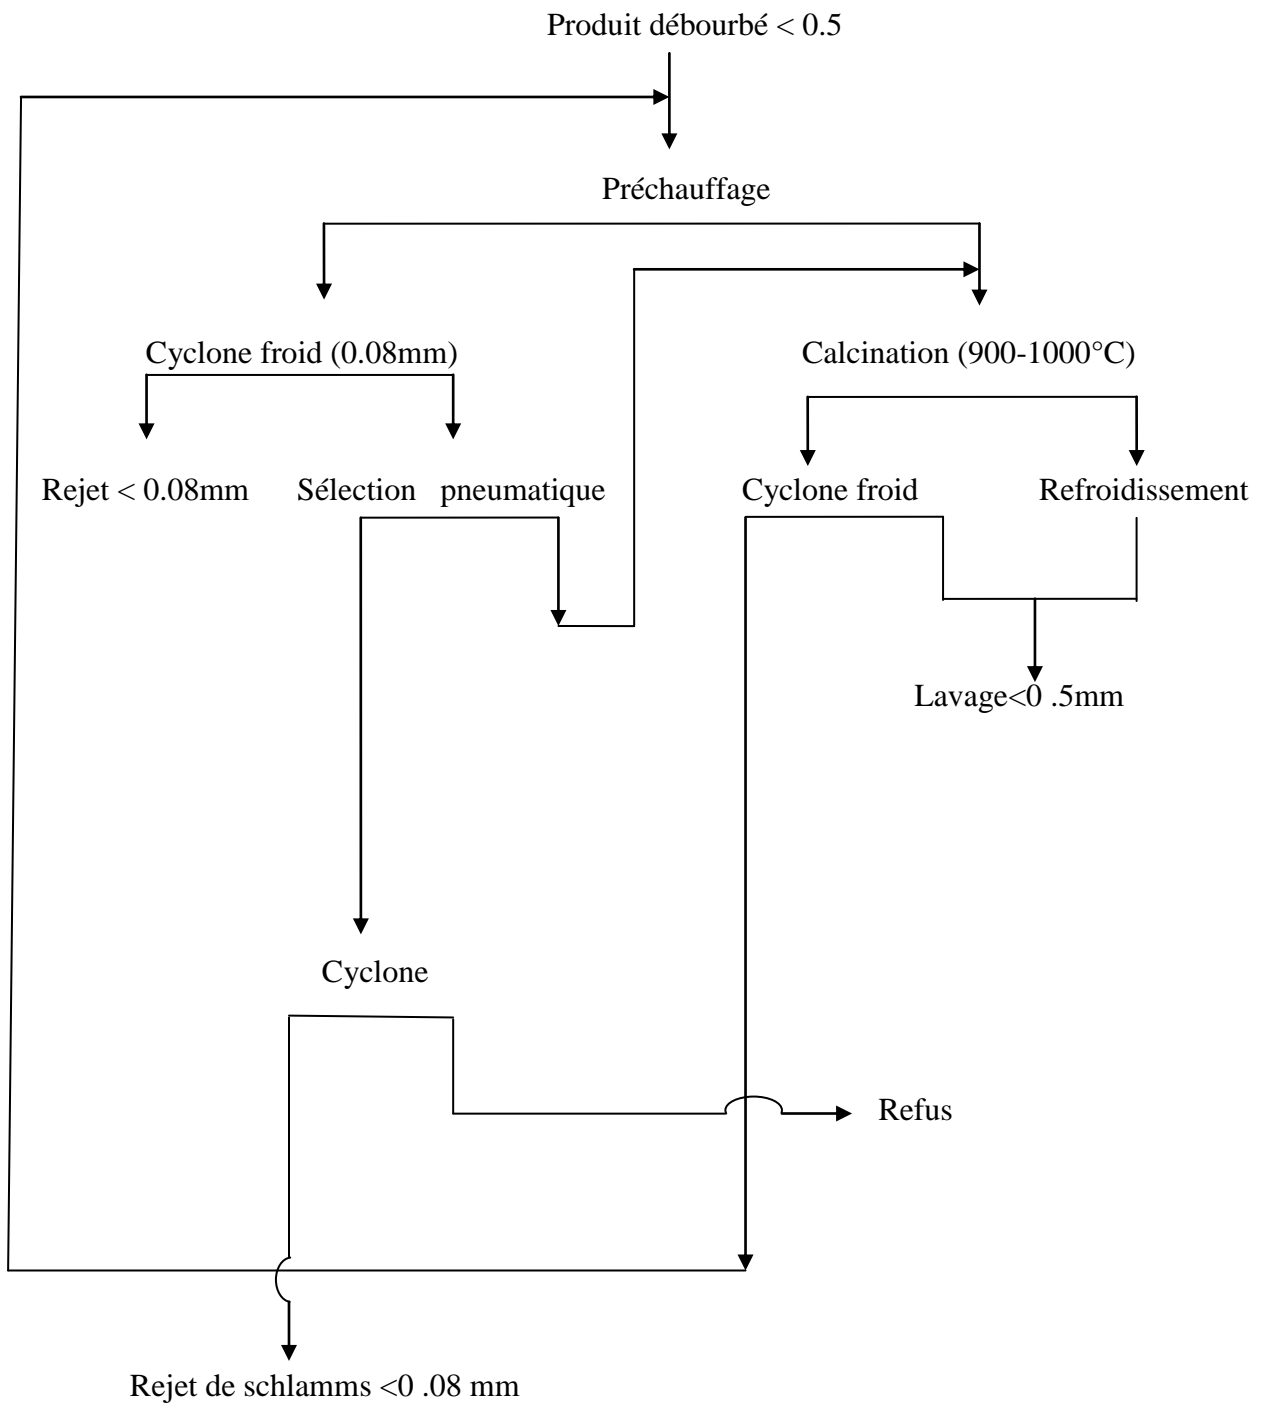 Produit débourbé < 0.5
Préchauffage
Cyclone froid (0.08mm)
Calcination (900-1000°C)
Rejet < 0.08mm
Sélection pneumatique
Cyclone froid
Refroidissement
Lavage<0 .5mm
Cyclone
Refus
Rejet de schlamms <0 .08 mm